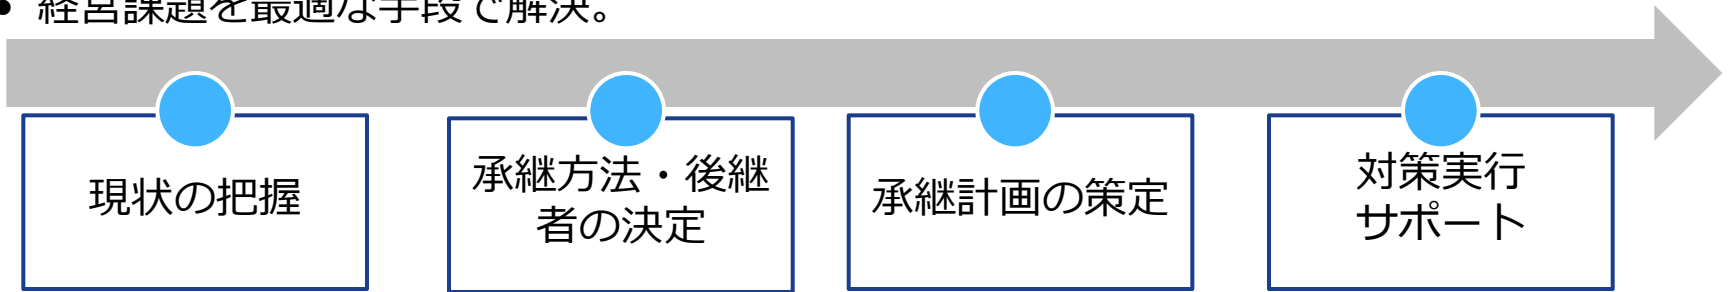 • 経営課題を最適な手段で解決。
現状の把握
承継方法・後継
者の決定
承継計画の策定
対策実行
サポート